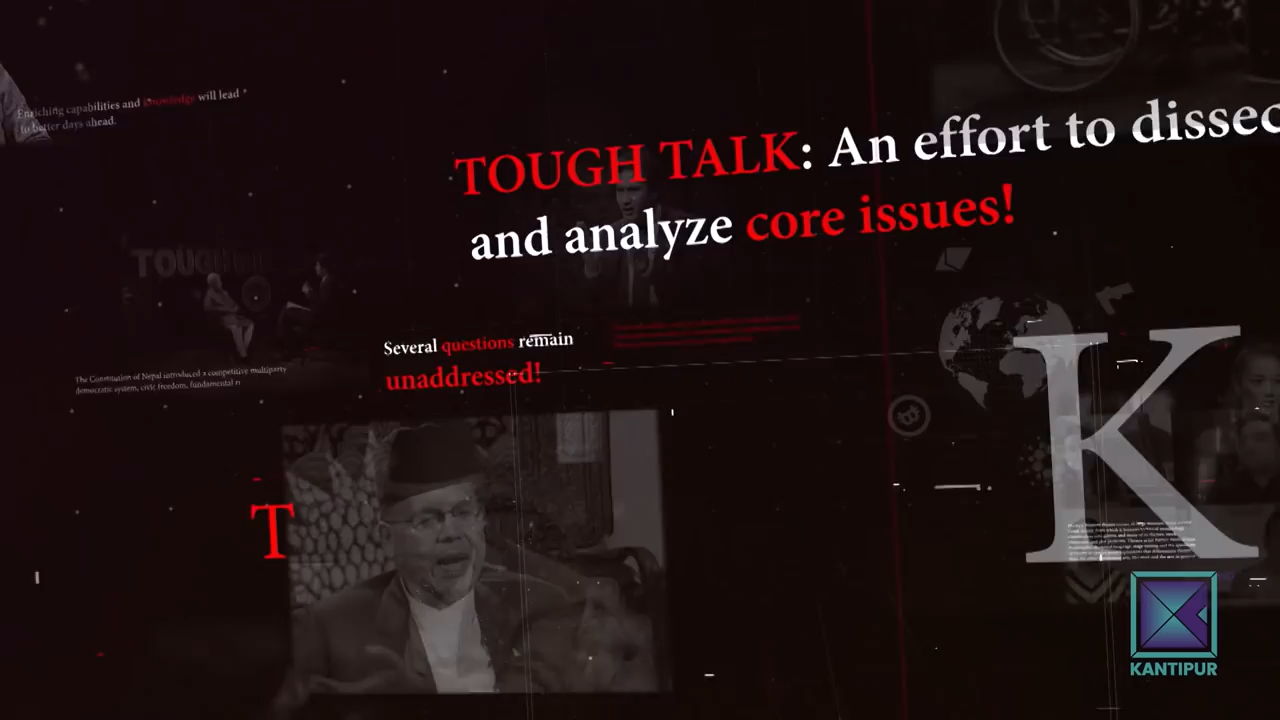 Enriching capabilities and knowledge will lead
to better days ahead.
TOUGH TALK: An effort to dissec
and analyze core issues!
TOUGH
Several questions remain
unaddressed!
The Constitution of Nepal introduced a competitive multiparty
democratic system, civic freedom, fundamental
T
K
KANTIPUR